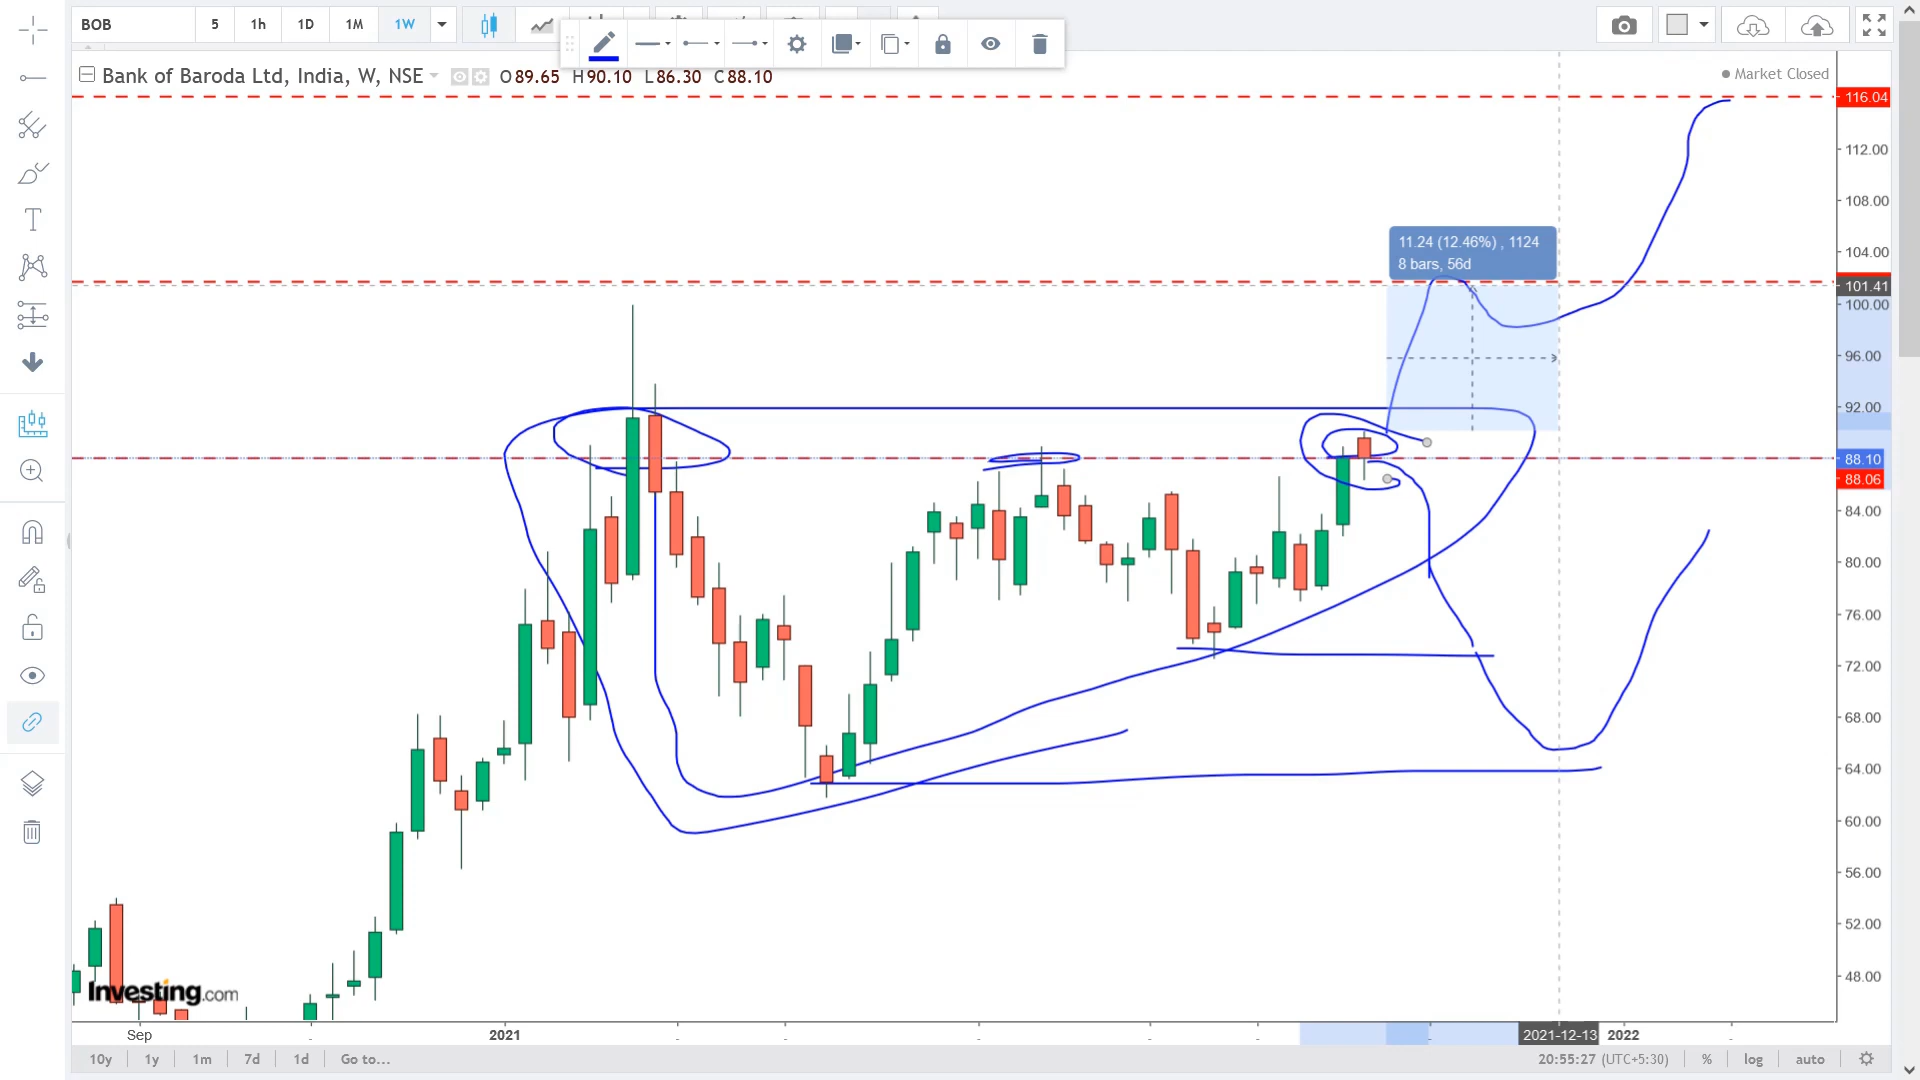 BOB 5 1h 1D 1M 1W
Bank of Baroda Ltd, India, W, NSE O89.65 H90.10 L86.30 C88.10
Market Closed
116.04
112.00
108.00
11.24 (12.46%) , 1124
8 bars, 56d
104.00
101.41
100.00
96.00
92.00
88.10
88.06
84.00
80.00
76.00
72.00
68.00
64.00
60.00
56.00
52.00
48.00
Investing.com
Sep 2021 2021-12-13 2022
10y 1y 1m 7d 1d Go to... 20:55:27 (UTC+5:30) % log auto